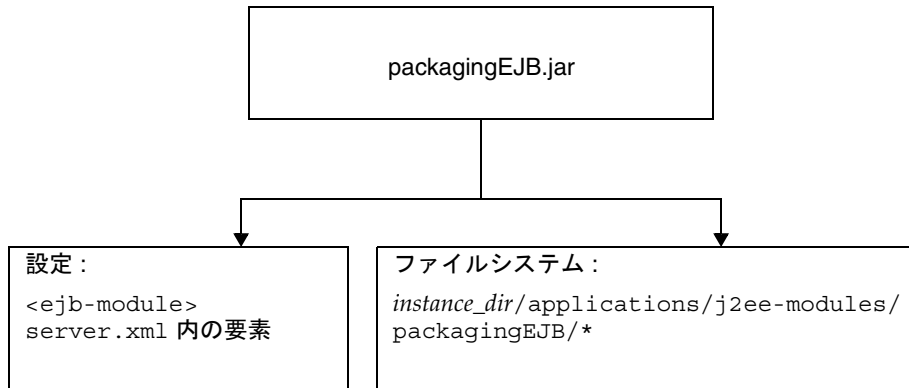 packagingEJB.jar
設定 :
<ejb-module>
server.xml 内の要素
ファイルシステム :
instance_dir/applications/j2ee-modules/
packagingEJB/*